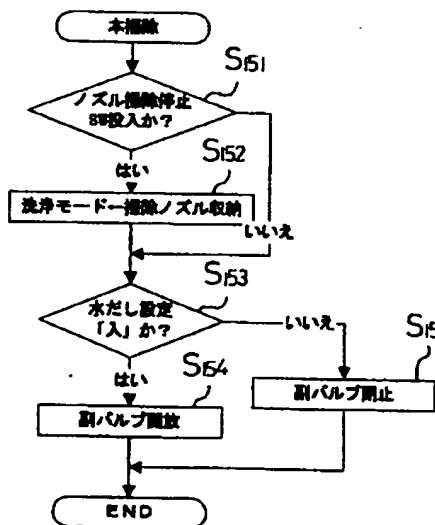 本掃除
S151
ノズル掃除停止
SW投入か?
はい
S152
洗浄モード←掃除ノズル収納
いいえ
S153
水だし設定
「入」か?
いいえ
はい
S154
副バルブ開放
S15
副バルブ閉止
END